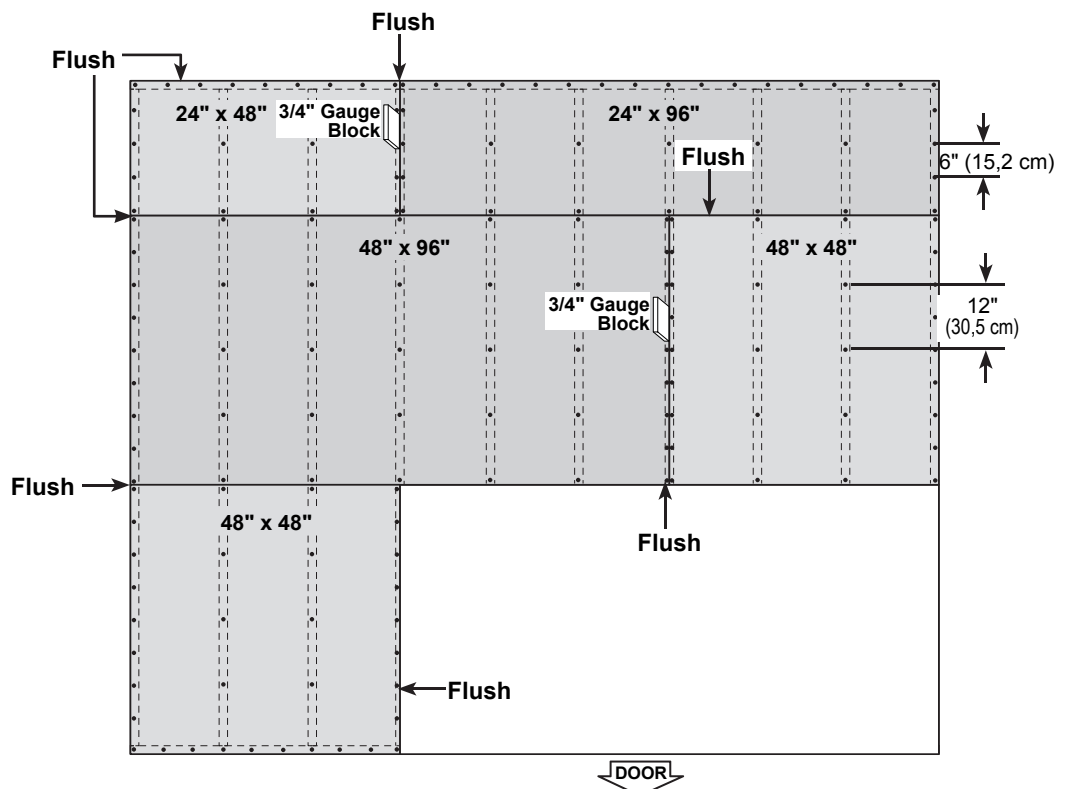 Flush
Flush
24" x 48"
3/4" Gauge
Block
24" x 96"
Flush
6" (15,2 cm)
48" x 96"
48" x 48"
3/4" Gauge
Block
12"
(30,5 cm)
Flush
48" x 48"
Flush
Flush
DOOR